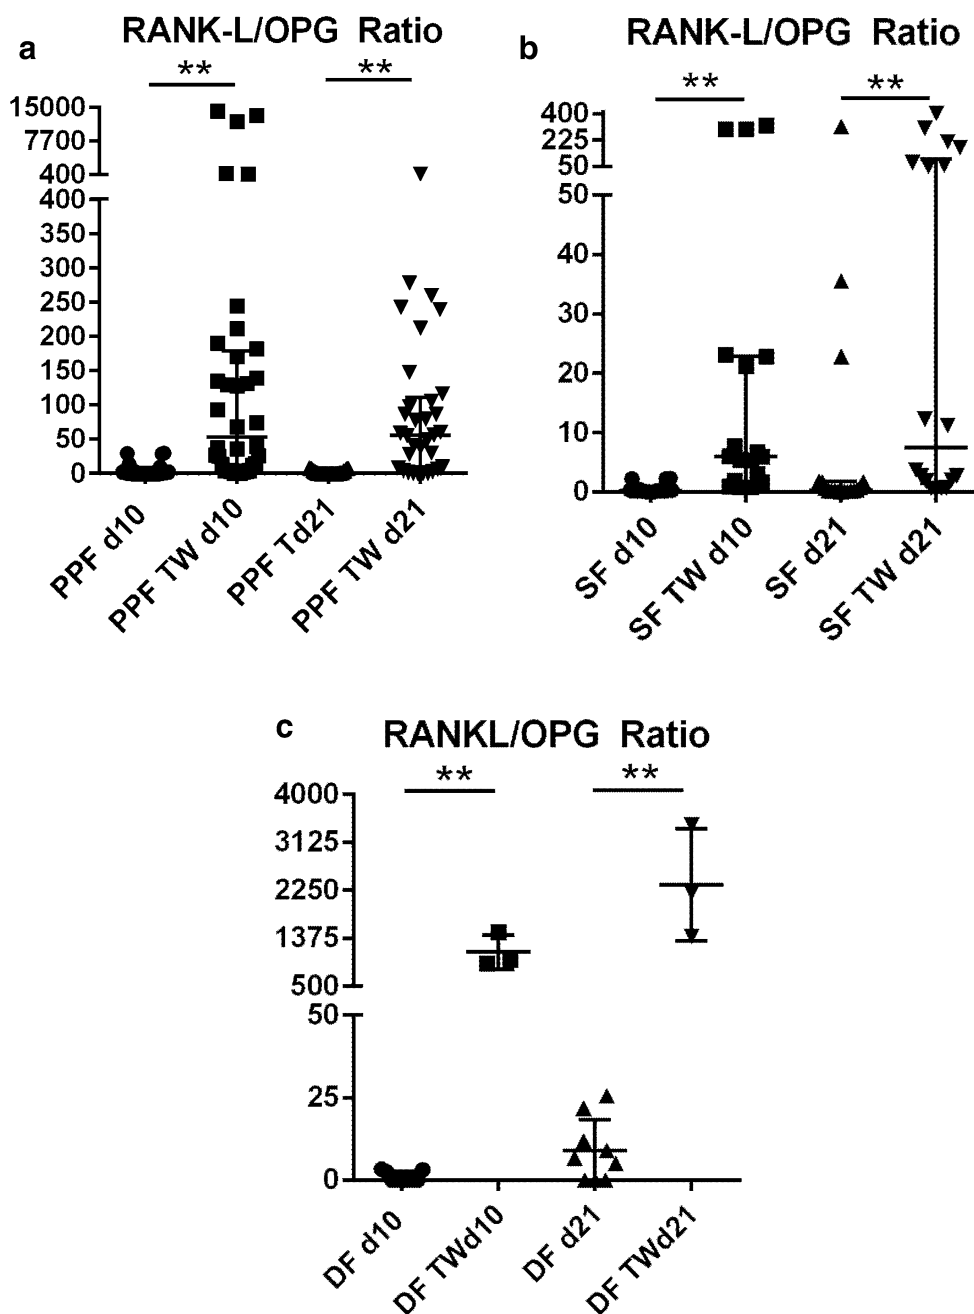 a
RANK-L/OPG Ratio
** **
15000
7700
400
400
350
300
250
200
150
100
50
0
PPF d10
PPF TW d10
PPF Td21
PPF TW d21
b
RANK-L/OPG Ratio
** **
400
225
50
50
40
30
20
10
0
SF d10
SF TW d10
SF d21
SF TW d21
c
RANKL/OPG Ratio
** **
4000
3125
2250
1375
500
50
25
0
DF d10
DF TWd10
DF d21
DF TWd21